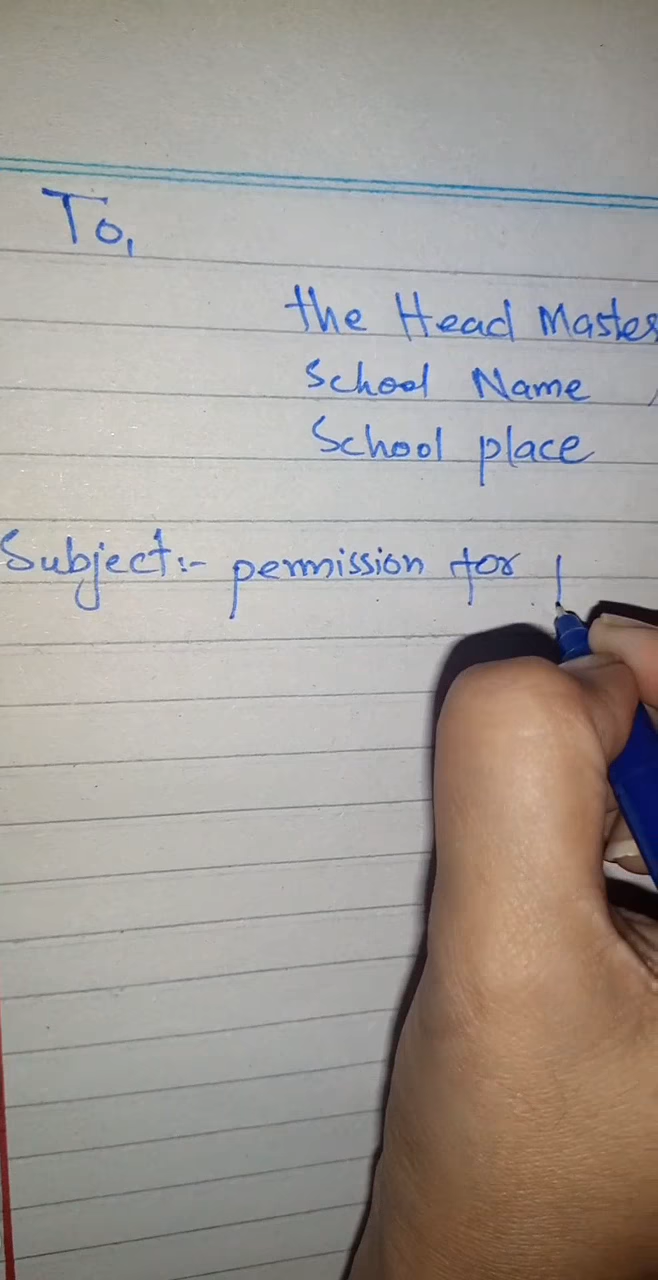 To,
the Head Master
School Name
School place
Subject:- permission for